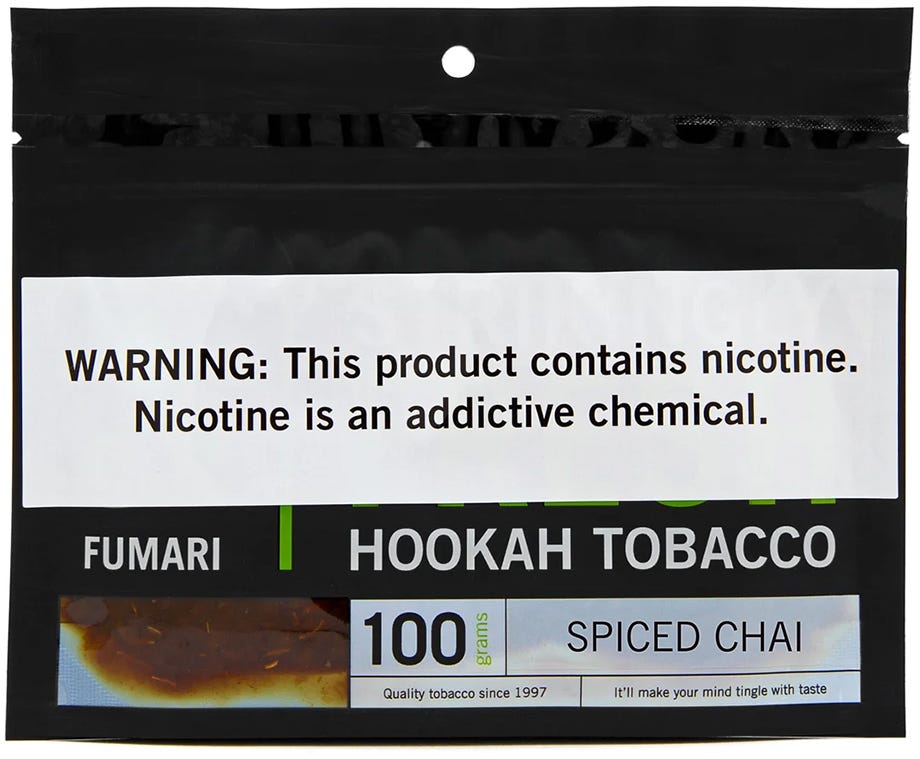 WARNING: This product contains nicotine.
Nicotine is an addictive chemical.
FUMARI
HOOKAH TOBACCO
100 grams
SPICED CHAI
Quality tobacco since 1997
It'll make your mind tingle with taste